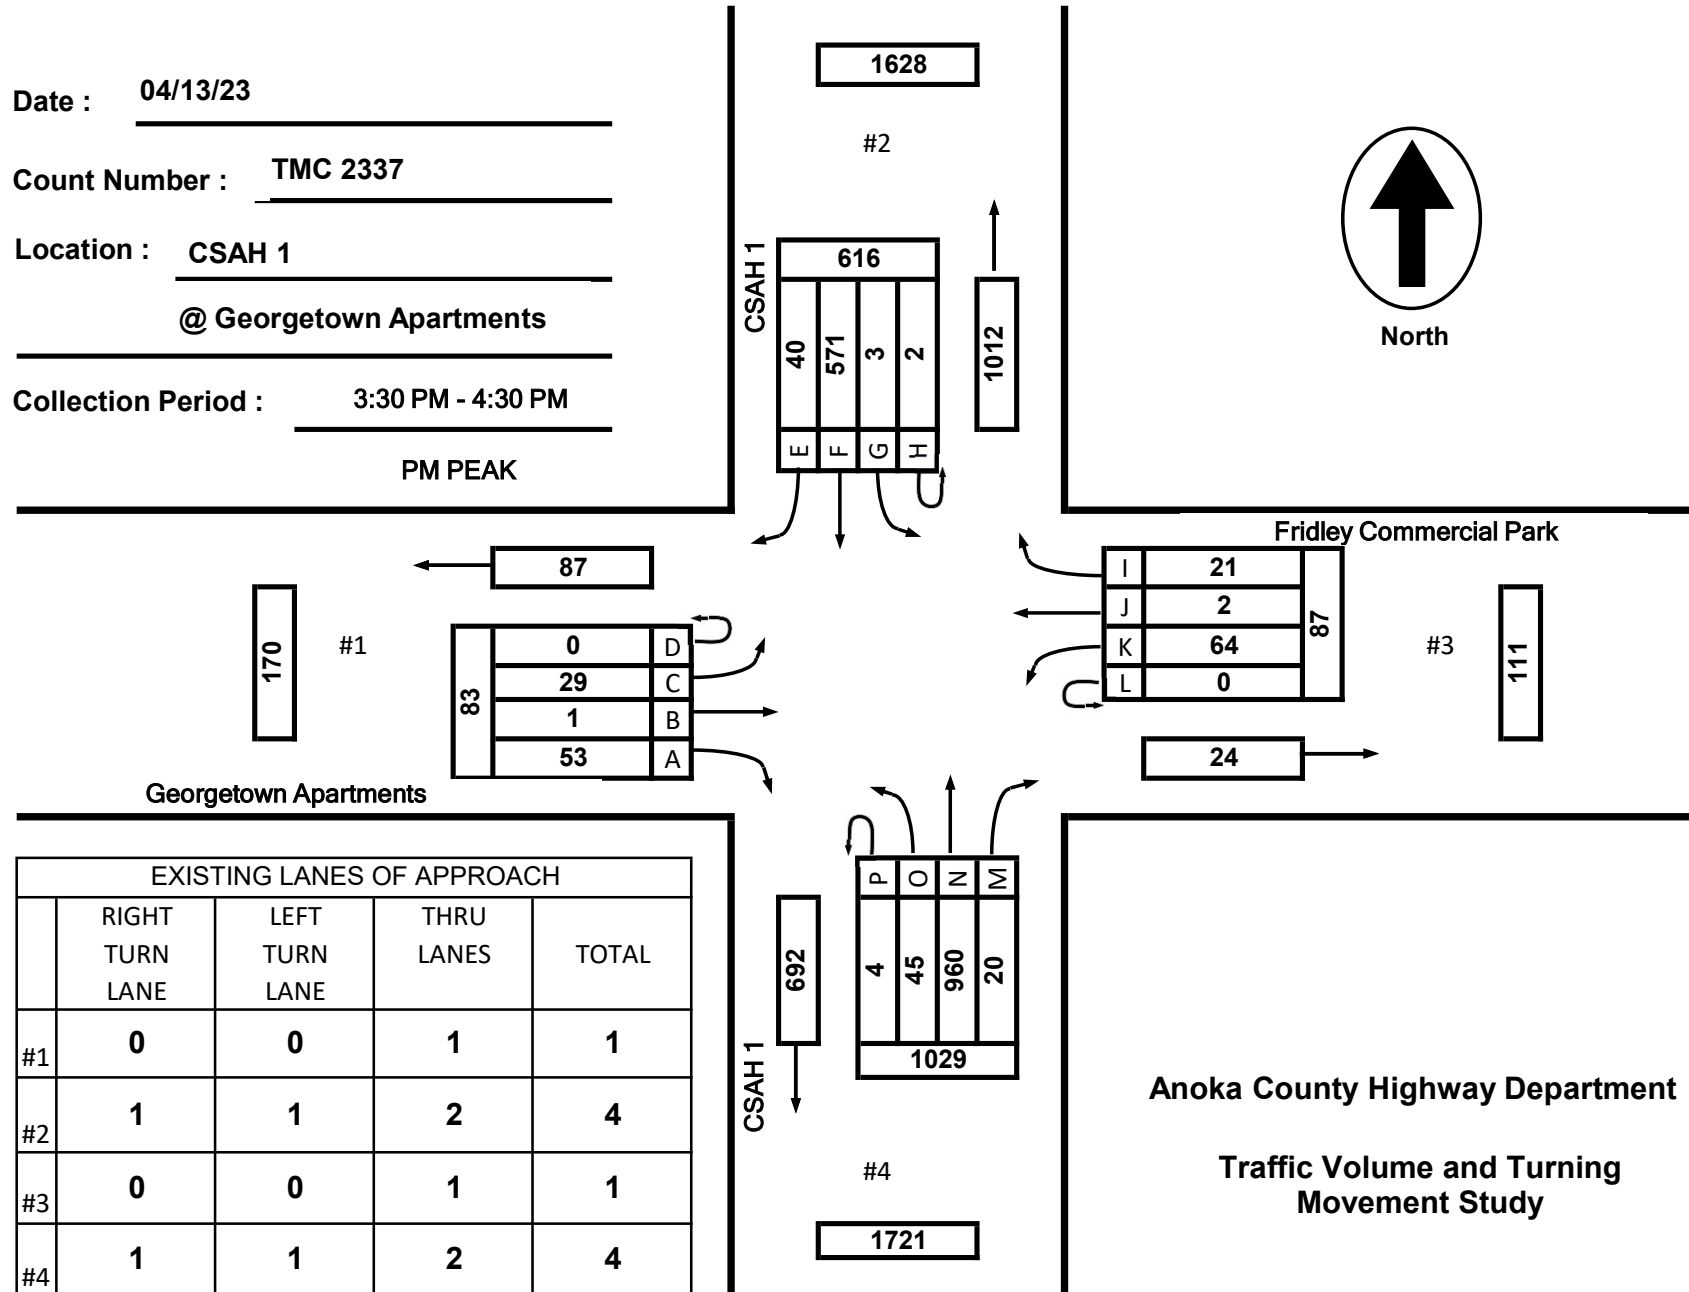 Date : 04/13/23
Count Number : TMC 2337
Location : CSAH 1
@ Georgetown Apartments
Collection Period : 3:30 PM - 4:30 PM
PM PEAK
1628
#2
CSAH 1
616
40 571 3 2
E F G H
1012
North
87
170
#1
83
0 D
29 C
1 B
53 A
Georgetown Apartments
Fridley Commercial Park
I 21
J 2
K 64
L 0
87
#3
111
24
692
CSAH 1
P O N M
4 45 960 20
1029
#4
1721
EXISTING LANES OF APPROACH
RIGHT TURN LANE LEFT TURN LANE THRU LANES TOTAL
#1 0 0 1 1
#2 1 1 2 4
#3 0 0 1 1
#4 1 1 2 4
Anoka County Highway Department
Traffic Volume and Turning
Movement Study